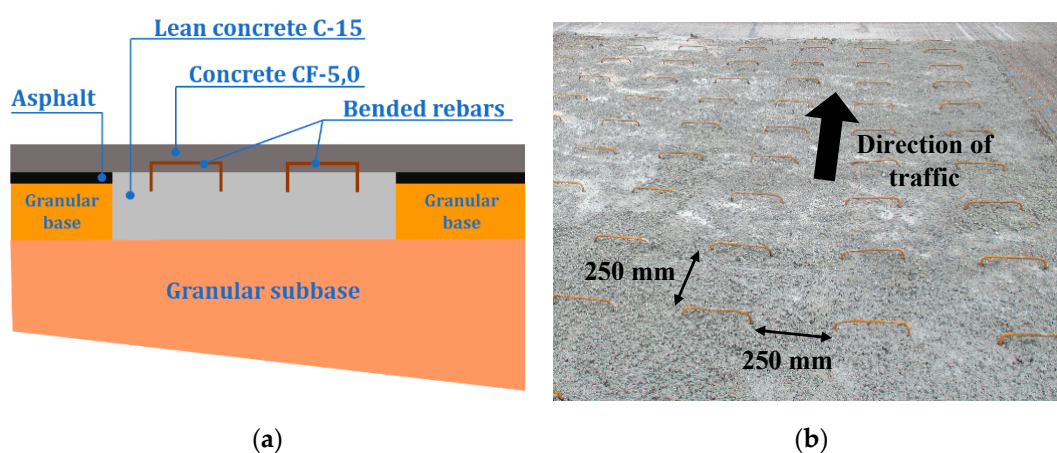 Lean concrete C-15
Concrete CF-5,0
Asphalt
Bended rebars
Granular
base
Granular
base
Granular subbase
Direction of
traffic
250 mm
250 mm
(a)
(b)